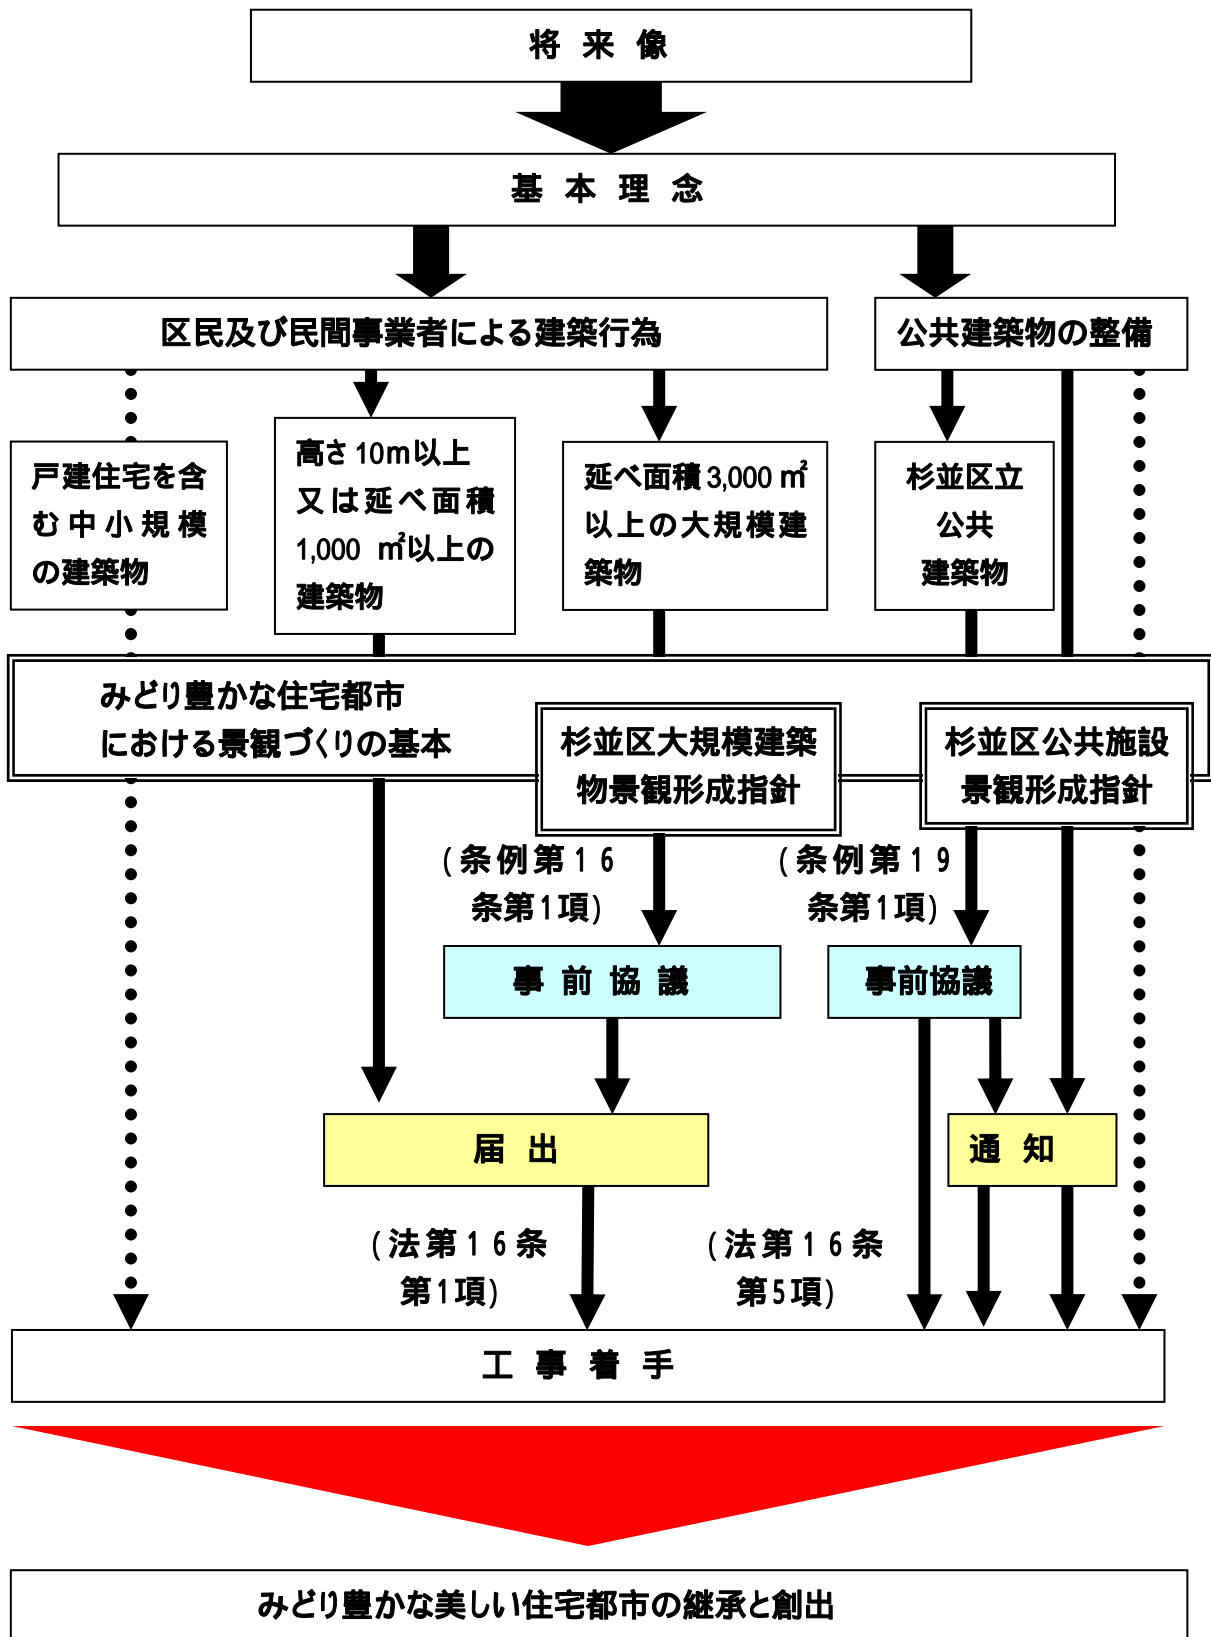 将来像
基本理念
区民及び民間事業者による建築行為
公共建築物の整備
戸建住宅を含
む中小規模
の建築物
高さ10m以上
又は延べ面積
1,000 ㎡以上の
建築物
延べ面積3,000㎡
以上の大規模建
築物
杉並区立
公共
建築物
みどり豊かな住宅都市
における景観づくりの基本
杉並区大規模建築
物景観形成指針
杉並区公共施設
景観形成指針
(条例第16
条第1項)
(条例第19
条第1項)
事前協議
事前協議
届出
通知
(法第16条
第1項)
(法第16条
第5項)
工事着手
みどり豊かな美しい住宅都市の継承と創出